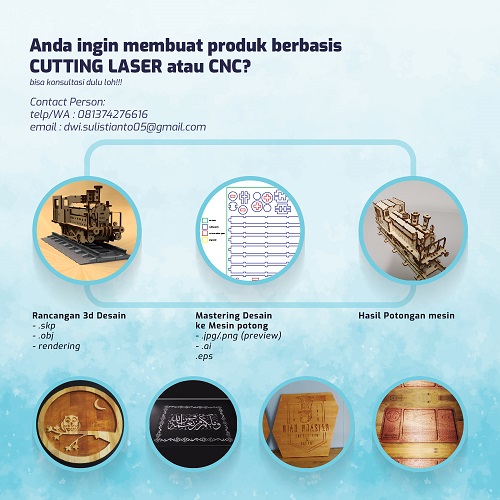 Anda ingin membuat produk berbasis
CUTTING LASER atau CNC?
bisa konsultasi dulu loh!!!
Contact Person:
telp/WA : 081374276616
email : dwi.sulistianto05@gmail.com
Rancangan 3d Desain
- .skp
- .obj
- rendering
Mastering Desain
ke Mesin potong
- .jpg/.png (preview)
- .ai
.eps
Hasil Potongan mesin